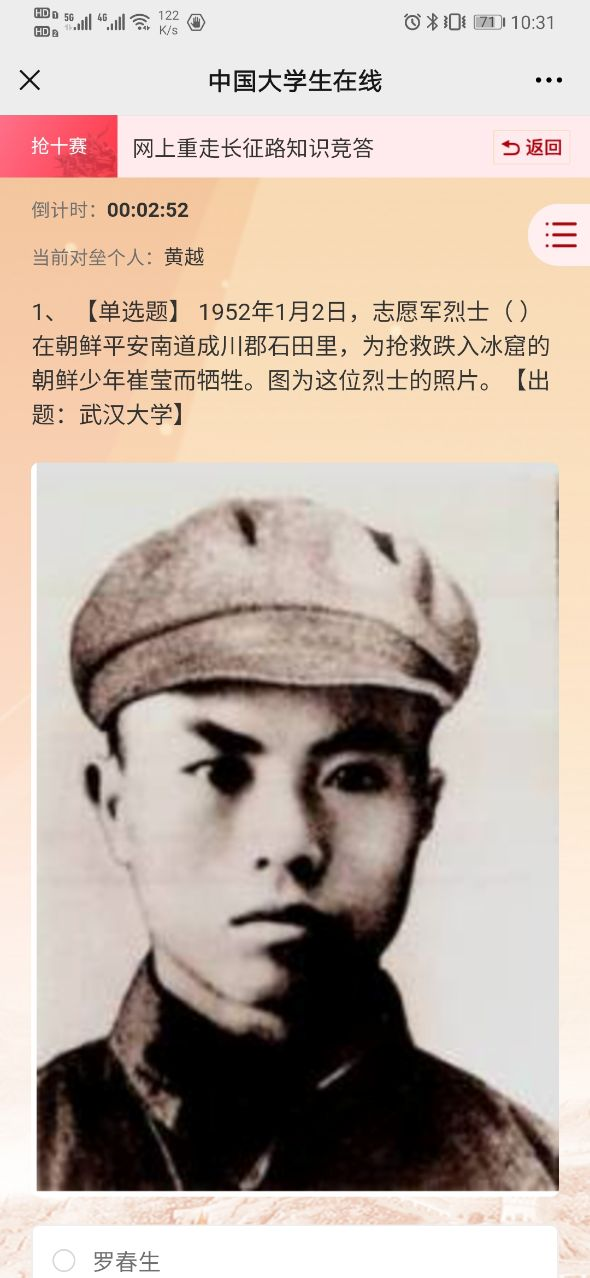 HD 1 5G 4G 122 71 10:31
HD 2 K/s
中国大学生在线
抢十赛 网上重走长征路知识竞答 返回
倒计时：00:02:52
当前对垒个人：黄越
1、 【单选题】 1952年1月2日，志愿军烈士（ ）
在朝鲜平安南道成川郡石田里，为抢救跌入冰窟的
朝鲜少年崔莹而牺牲。图为这位烈士的照片。【出
题：武汉大学】
罗春生